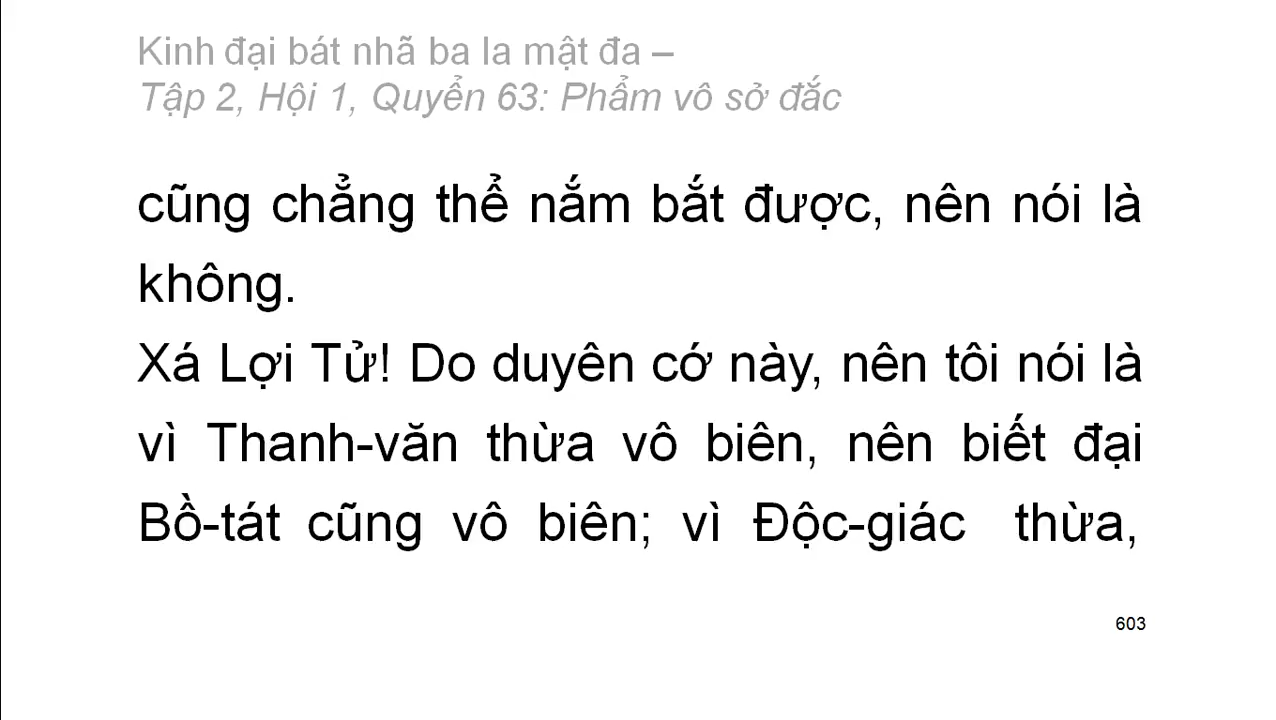 Kinh đại bát nhã ba la mật đa –
Tập 2, Hội 1, Quyển 63: Phẩm vô sở đắc
cũng chẳng thể nắm bắt được, nên nói là
không.
Xá Lợi Tử! Do duyên cớ này, nên tôi nói là
vì Thanh-văn thừa vô biên, nên biết đại
Bồ-tát cũng vô biên; vì Độc-giác thừa,
603